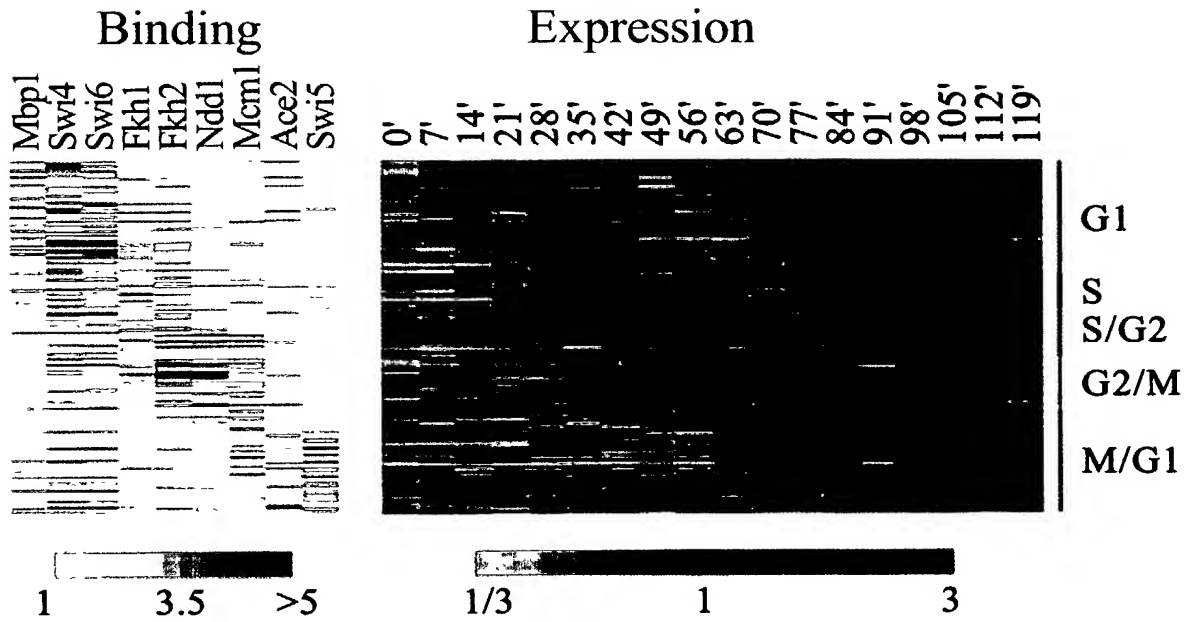 Binding
Expression
Mbp1
Swi4
Swi6
Fkh1
Fkh2
Ndd1
Mcm1
Ace2
Swi5
0'
7'
14'
21'
28'
35'
42'
49'
56'
63'
70'
77'
84'
91'
98'
105'
112'
119'
G1
S
S/G2
G2/M
M/G1
1 3.5 >5
1/3 1 3